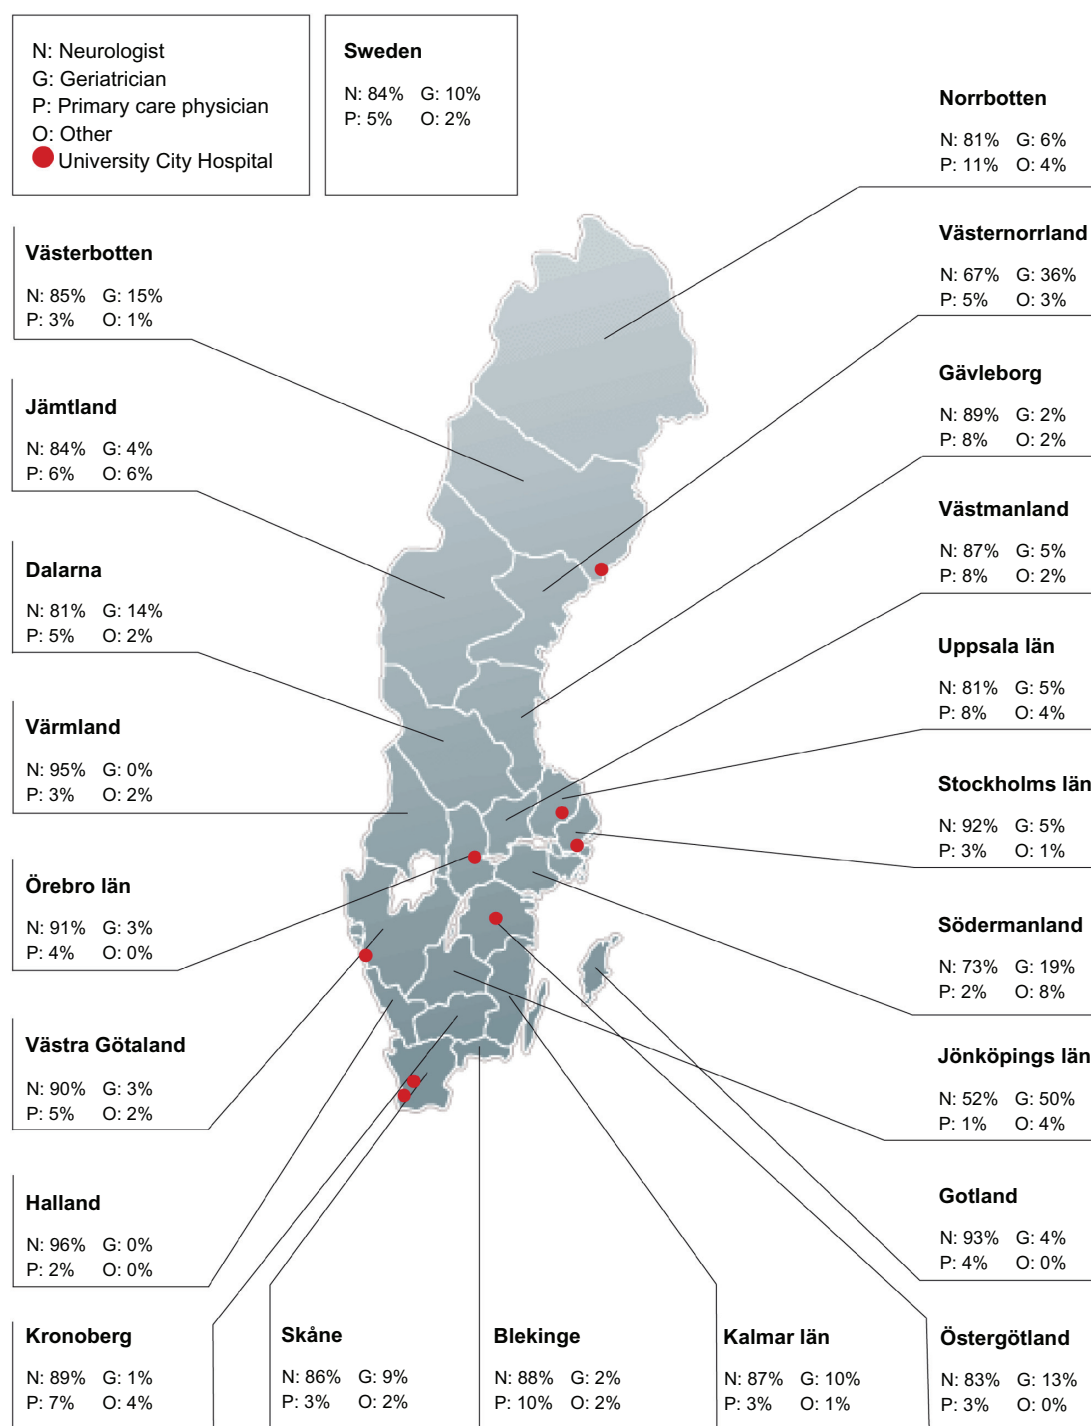 N: Neurologist
G: Geriatrician
P: Primary care physician
O: Other
University City Hospital
Sweden
N: 84% G: 10%
P: 5% O: 2%
Norrbotten
N: 81% G: 6%
P: 11% O: 4%
Västernorrland
N: 67% G: 36%
P: 5% O: 3%
Västerbotten
N: 85% G: 15%
P: 3% O: 1%
Gävleborg
N: 89% G: 2%
P: 8% O: 2%
Jämtland
N: 84% G: 4%
P: 6% O: 6%
Västmanland
N: 87% G: 5%
P: 8% O: 2%
Dalarna
N: 81% G: 14%
P: 5% O: 2%
Uppsala län
N: 81% G: 5%
P: 8% O: 4%
Värmland
N: 95% G: 0%
P: 3% O: 2%
Stockholms län
N: 92% G: 5%
P: 3% O: 1%
Örebro län
N: 91% G: 3%
P: 4% O: 0%
Södermanland
N: 73% G: 19%
P: 2% O: 8%
Västra Götaland
N: 90% G: 3%
P: 5% O: 2%
Jönköpings län
N: 52% G: 50%
P: 1% O: 4%
Halland
N: 96% G: 0%
P: 2% O: 0%
Gotland
N: 93% G: 4%
P: 4% O: 0%
Kronoberg
N: 89% G: 1%
P: 7% O: 4%
Skåne
N: 86% G: 9%
P: 3% O: 2%
Blekinge
N: 88% G: 2%
P: 10% O: 2%
Kalmar län
N: 87% G: 10%
P: 3% O: 1%
Östergötland
N: 83% G: 13%
P: 3% O: 0%